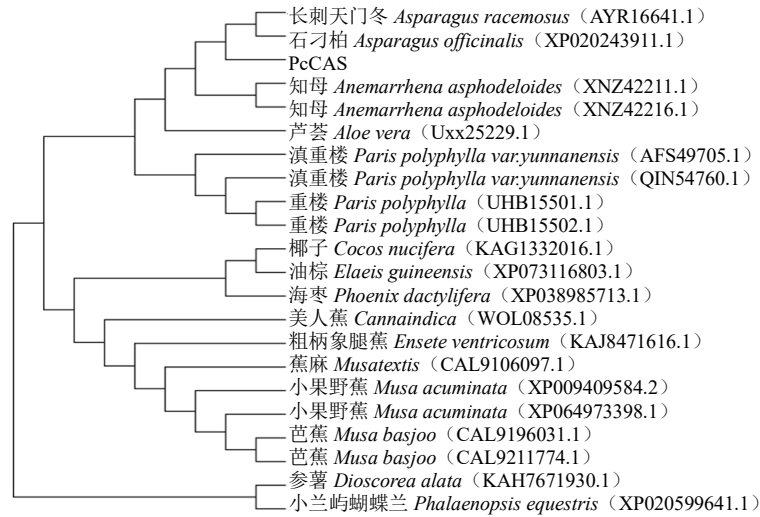 长刺天门冬 Asparagus racemosus（AYR16641.1）
石刁柏 Asparagus officinalis（XP020243911.1）
PcCAS
知母 Anemarrhena asphodeloides（XNZ42211.1）
知母 Anemarrhena asphodeloides（XNZ42216.1）
芦荟 Aloe vera（Uxx25229.1）
滇重楼 Paris polyphylla var.yunnanensis（AFS49705.1）
滇重楼 Paris polyphylla var.yunnanensis（QIN54760.1）
重楼 Paris polyphylla（UHB15501.1）
重楼 Paris polyphylla（UHB15502.1）
椰子 Cocos nucifera（KAG1332016.1）
油棕 Elaeis guineensis（XP073116803.1）
海枣 Phoenix dactylifera（XP038985713.1）
美人蕉 Cannaindica（WOL08535.1）
粗柄象腿蕉 Ensete ventricosum（KAJ8471616.1）
蕉麻 Musatextis（CAL9106097.1）
小果野蕉 Musa acuminata（XP009409584.2）
小果野蕉 Musa acuminata（XP064973398.1）
芭蕉 Musa basjoo（CAL9196031.1）
芭蕉 Musa basjoo（CAL9211774.1）
参薯 Dioscorea alata（KAH7671930.1）
小兰屿蝴蝶兰 Phalaenopsis equestris（XP020599641.1）